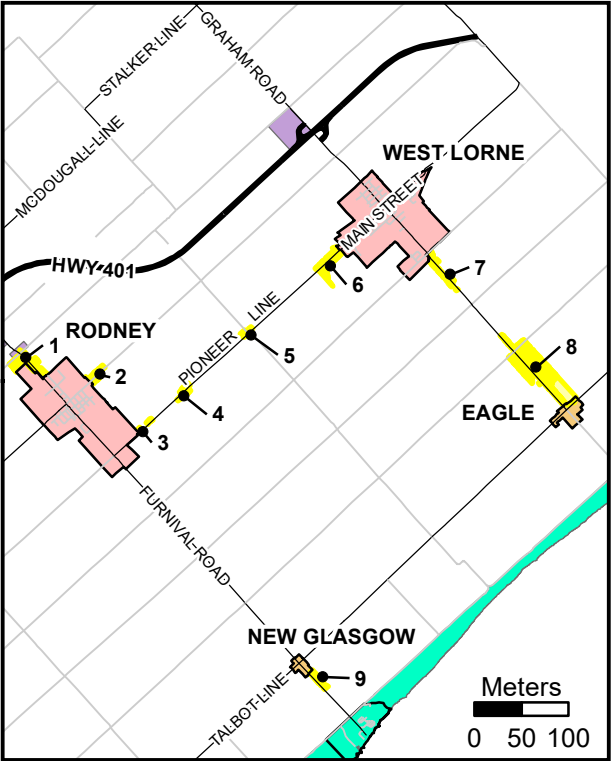 STALKER LINE
GRAHAM ROAD
MCDOUGALL LINE
WEST LORNE
MAIN STREET
HWY 401
6
7
RODNEY
PIONEER LINE
1
2
5
8
4
3
EAGLE
FURNIVAL ROAD
NEW GLASGOW
9
TALBOT LINE
Meters
0 50 100